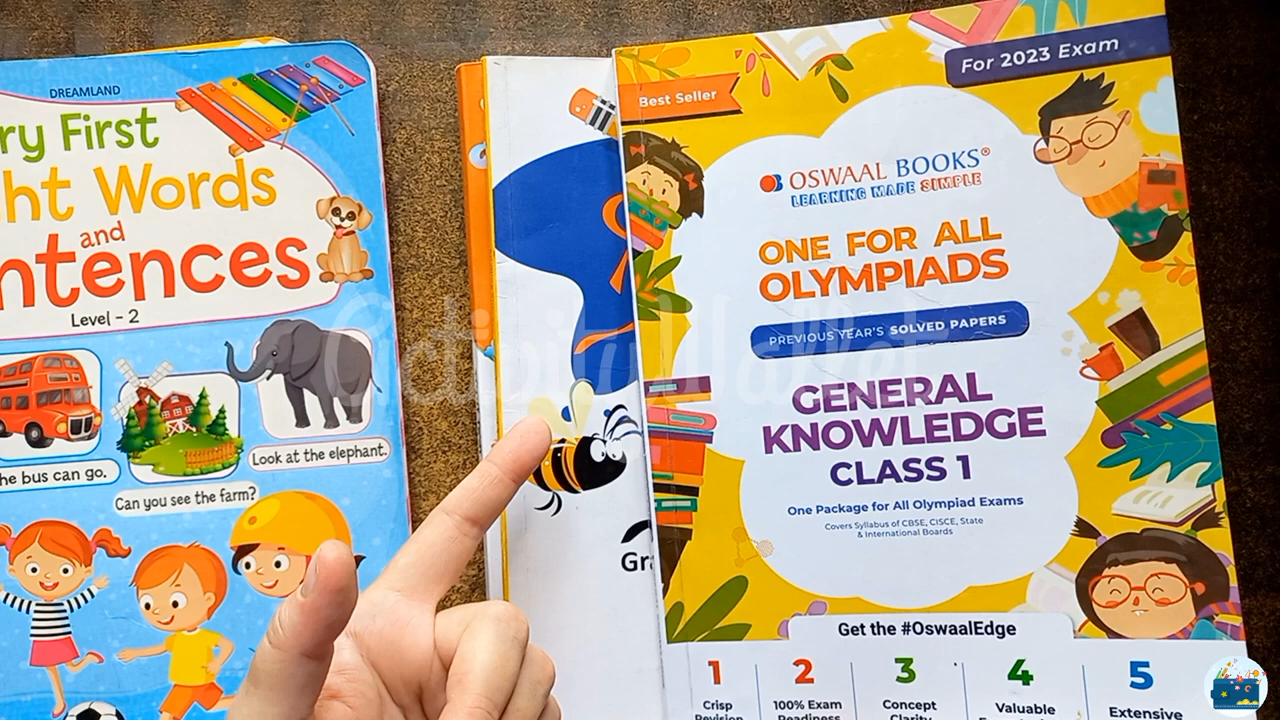 DREAMLAND
ry First
ht Words
and
ntences
Level - 2
he bus can go.
Can you see the farm?
Look at the elephant.
Gr
For 2023 Exam
Best Seller
OSWAAL BOOKS®
LEARNING MADE SIMPLE
ONE FOR ALL
OLYMPIADS
PREVIOUS YEAR'S SOLVED PAPERS
GENERAL
KNOWLEDGE
CLASS 1
One Package for All Olympiad Exams
Covers Syllabus of CBSE, CISCE, State
& International Boards
Get the #OswaalEdge
1 2 3 4 5
Crisp
Revision
100% Exam
Readiness
Concept
Clarity
Valuable
Extensive